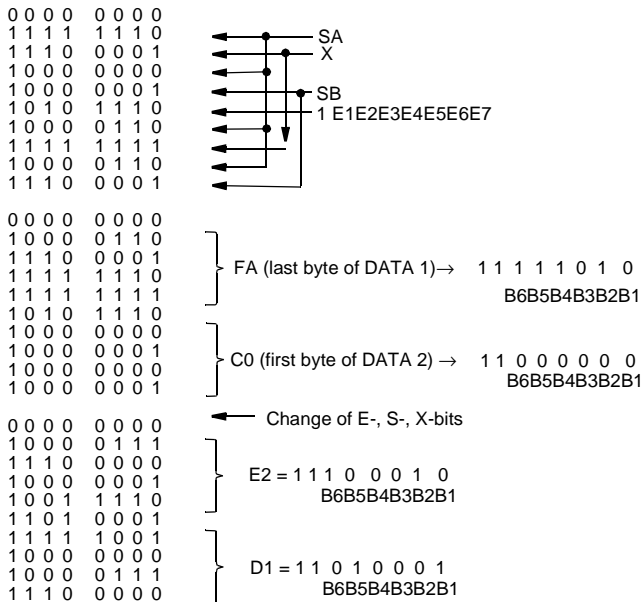 0 0 0 0 0 0 0 0
1 1 1 1 1 1 1 0 SA
1 1 1 0 0 0 0 1 X
1 0 0 0 0 0 0 0
1 0 0 0 0 0 0 1 SB
1 0 1 0 1 1 1 0 1 E1E2E3E4E5E6E7
1 0 0 0 0 1 1 0
1 1 1 1 1 1 1 1
1 0 0 0 0 1 1 0
1 1 1 0 0 0 0 1
0 0 0 0 0 0 0 0
1 0 0 0 0 1 1 0
1 1 1 0 0 0 0 1 FA (last byte of DATA 1)→ 1 1 1 1 1 0 1 0
1 1 1 1 1 1 1 0
1 1 1 1 1 1 1 1 B6B5B4B3B2B1
1 0 1 0 1 1 1 0
1 0 0 0 0 0 0 0
1 0 0 0 0 0 0 1 C0 (first byte of DATA 2) → 1 1 0 0 0 0 0 0
1 0 0 0 0 0 0 0 B6B5B4B3B2B1
1 0 0 0 0 0 0 1
0 0 0 0 0 0 0 0 Change of E-, S-, X-bits
1 0 0 0 0 1 1 1
1 1 1 0 0 0 0 0
1 0 0 0 0 0 0 1 E2 = 1 1 1 0 0 0 1 0
1 0 0 1 1 1 1 0 B6B5B4B3B2B1
1 1 0 1 0 0 0 1
1 1 1 1 1 0 0 1
1 0 0 0 0 0 0 0
1 0 0 0 0 1 1 1 D1 = 1 1 0 1 0 0 0 1
1 1 1 0 0 0 0 0 B6B5B4B3B2B1